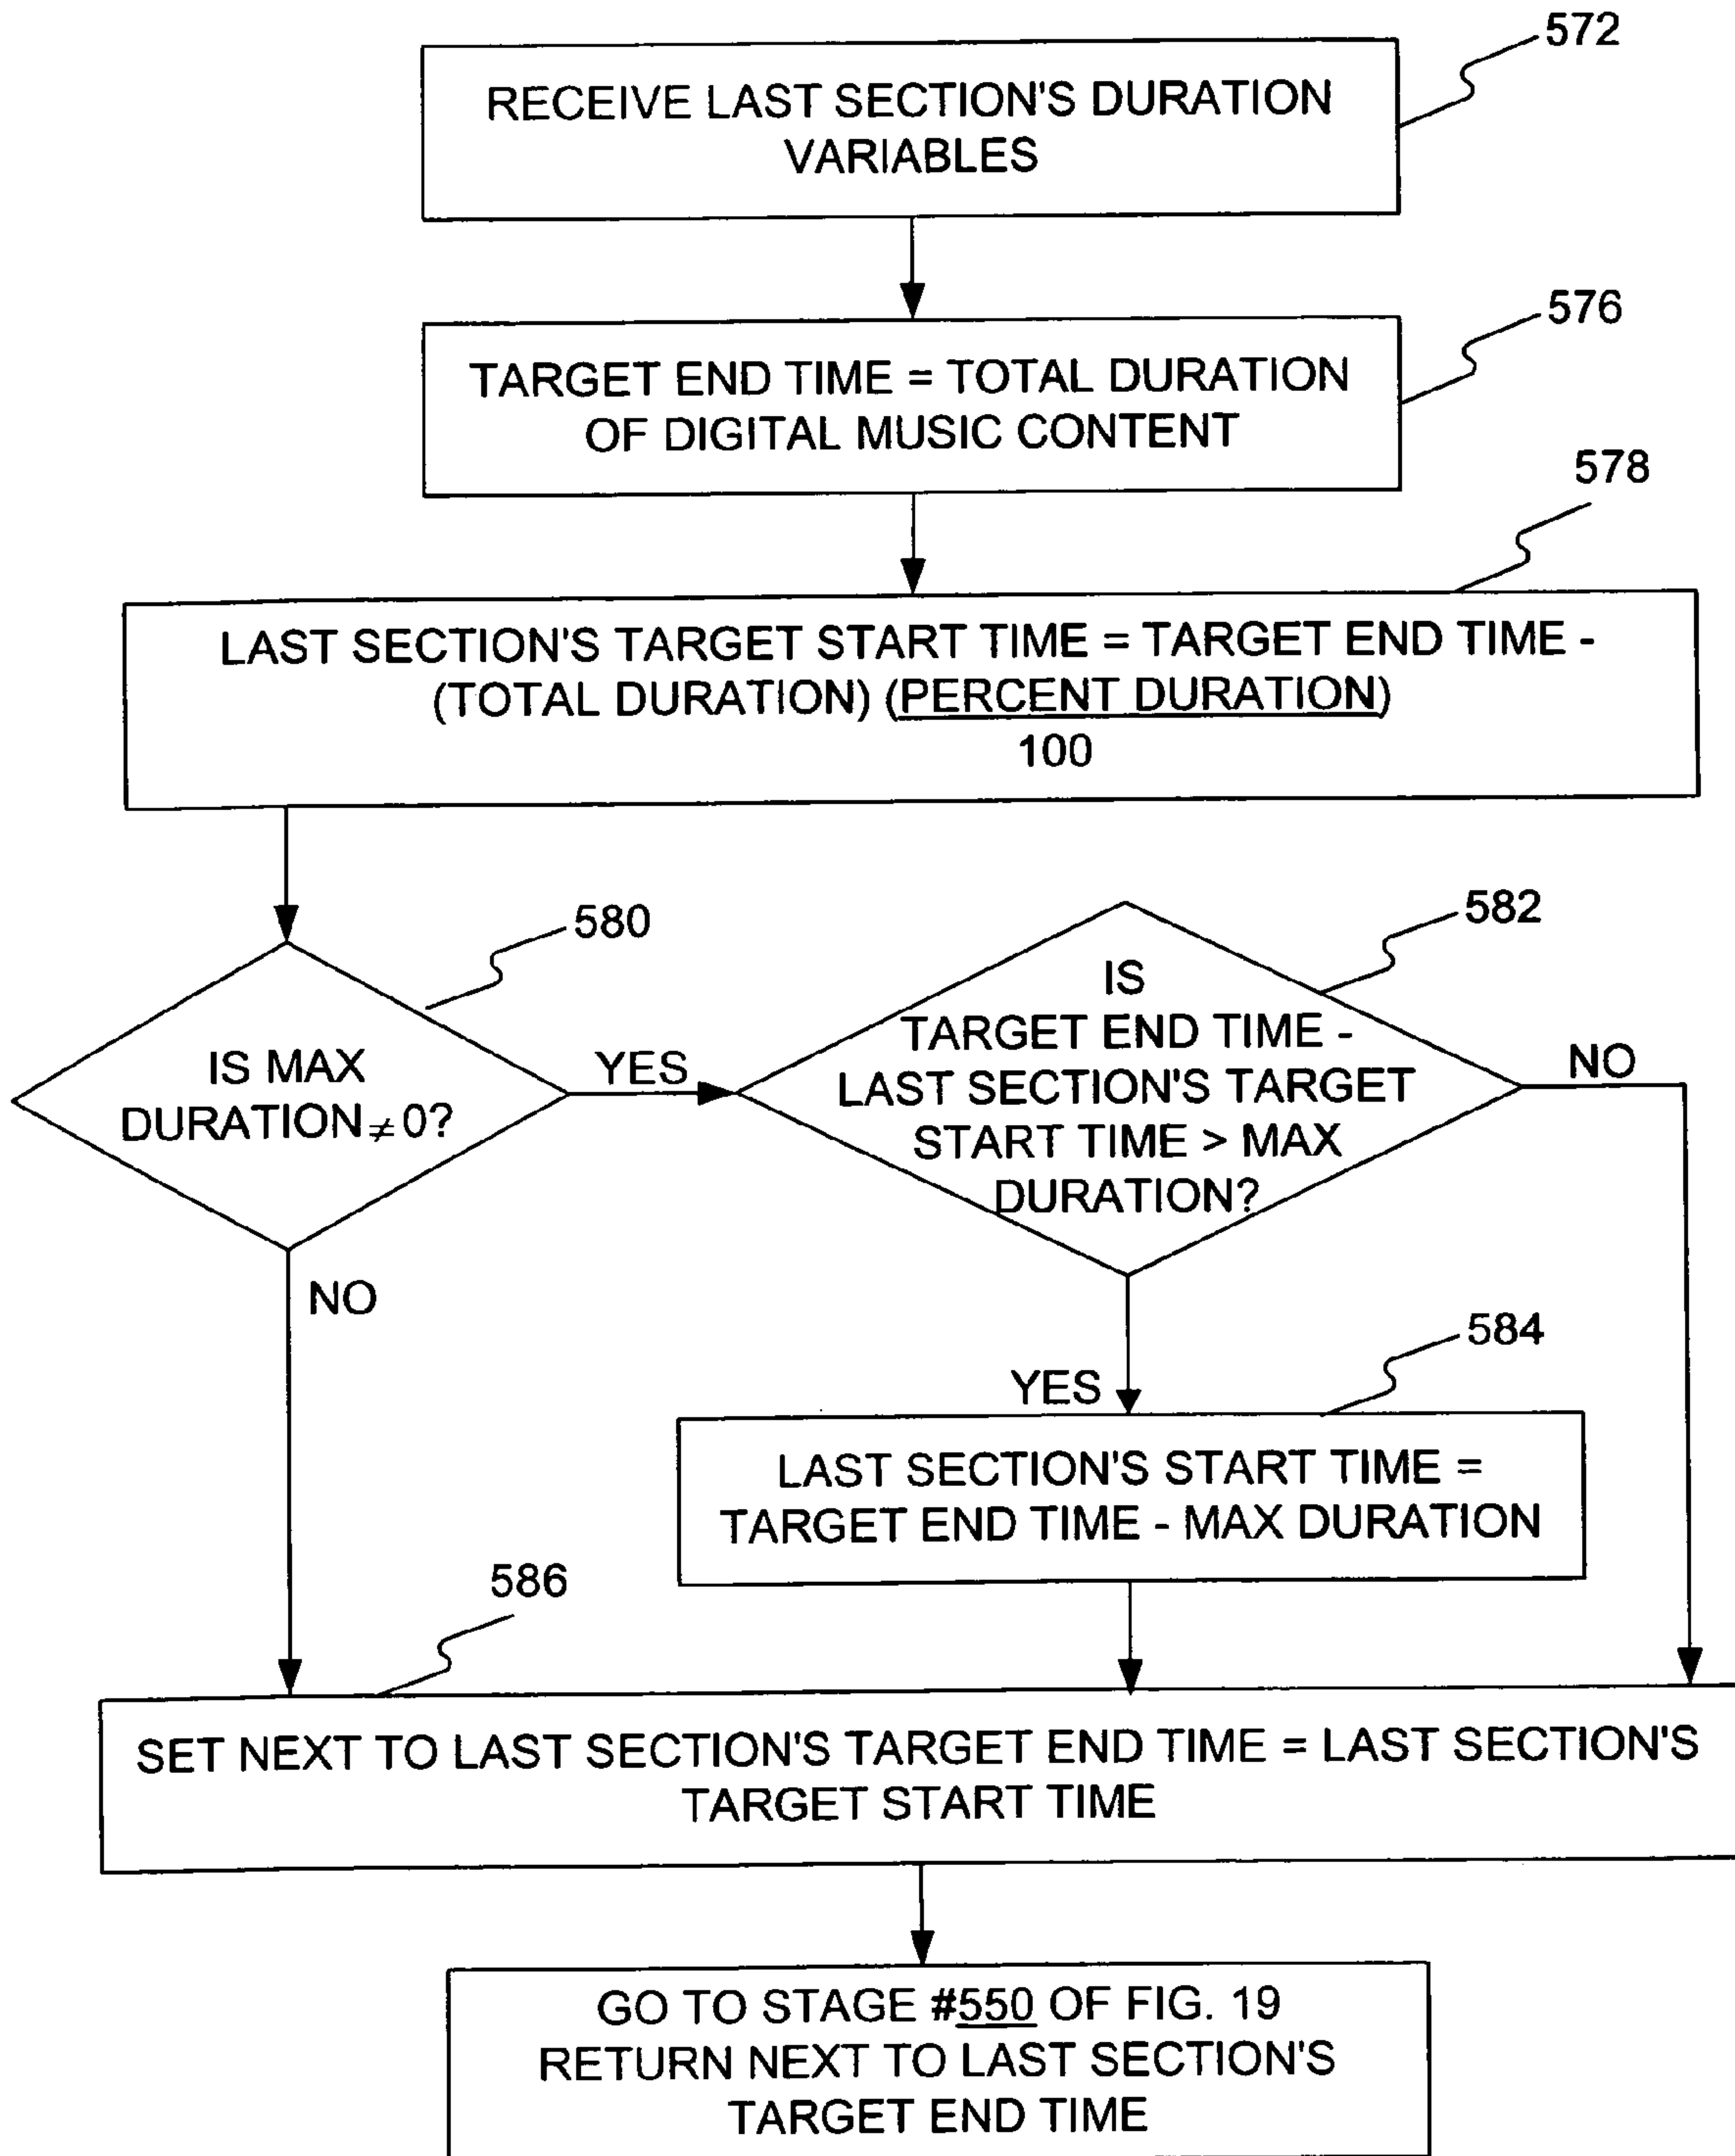 572
RECEIVE LAST SECTION'S DURATION
VARIABLES
576
TARGET END TIME = TOTAL DURATION
OF DIGITAL MUSIC CONTENT
578
LAST SECTION'S TARGET START TIME = TARGET END TIME -
(TOTAL DURATION) (PERCENT DURATION)
100
580
IS MAX
DURATION ≠ 0?
YES
582
IS
TARGET END TIME -
LAST SECTION'S TARGET
START TIME > MAX
DURATION?
NO
NO
YES
584
LAST SECTION'S START TIME =
TARGET END TIME - MAX DURATION
586
SET NEXT TO LAST SECTION'S TARGET END TIME = LAST SECTION'S
TARGET START TIME
GO TO STAGE #550 OF FIG. 19
RETURN NEXT TO LAST SECTION'S
TARGET END TIME